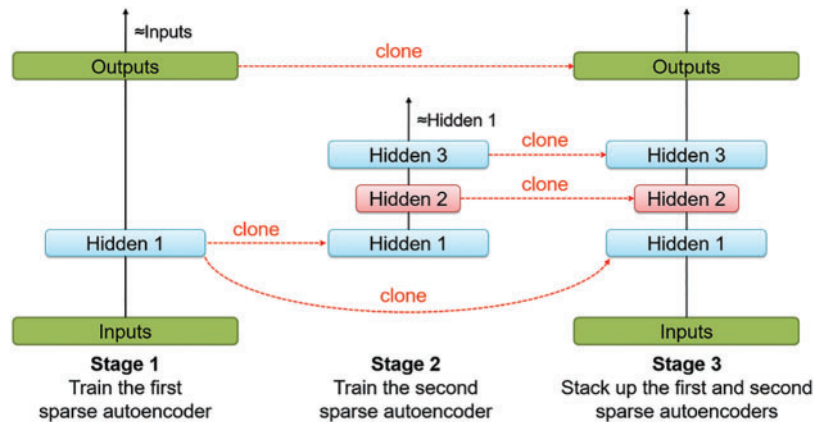 ≈Inputs
Outputs
clone
Outputs
≈Hidden 1
Hidden 3
clone
Hidden 3
Hidden 2
clone
Hidden 2
Hidden 1
clone
Hidden 1
Hidden 1
clone
Inputs
Inputs
Stage 1
Train the first
sparse autoencoder
Stage 2
Train the second
sparse autoencoder
Stage 3
Stack up the first and second
sparse autoencoders